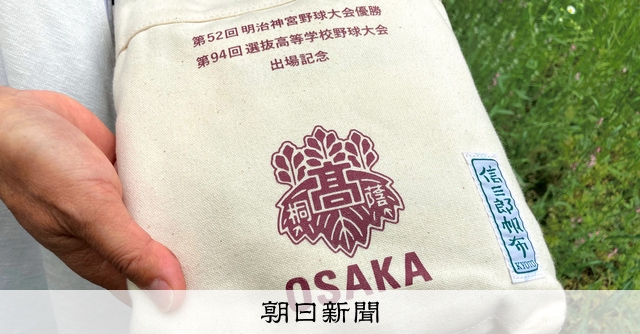 第52回 明治神宮野球大会優勝
第94回 選抜高等学校野球大会
出場記念
桐 髙 蔭
OSAKA
信三郎帆布
KYOTO
朝日新聞